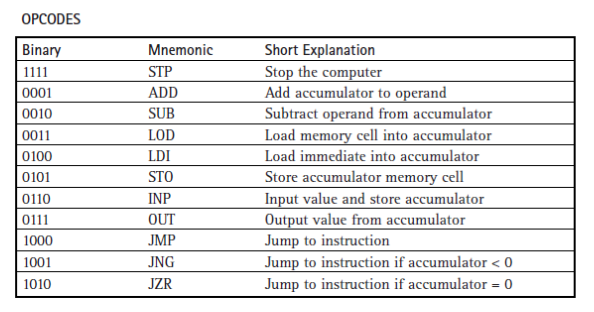 OPCODES
Binary Mnemonic Short Explanation
1111 STP Stop the computer
0001 ADD Add accumulator to operand
0010 SUB Subtract operand from accumulator
0011 LOD Load memory cell into accumulator
0100 LDI Load immediate into accumulator
0101 STO Store accumulator memory cell
0110 INP Input value and store accumulator
0111 OUT Output value from accumulator
1000 JMP Jump to instruction
1001 JNG Jump to instruction if accumulator < 0
1010 JZR Jump to instruction if accumulator = 0